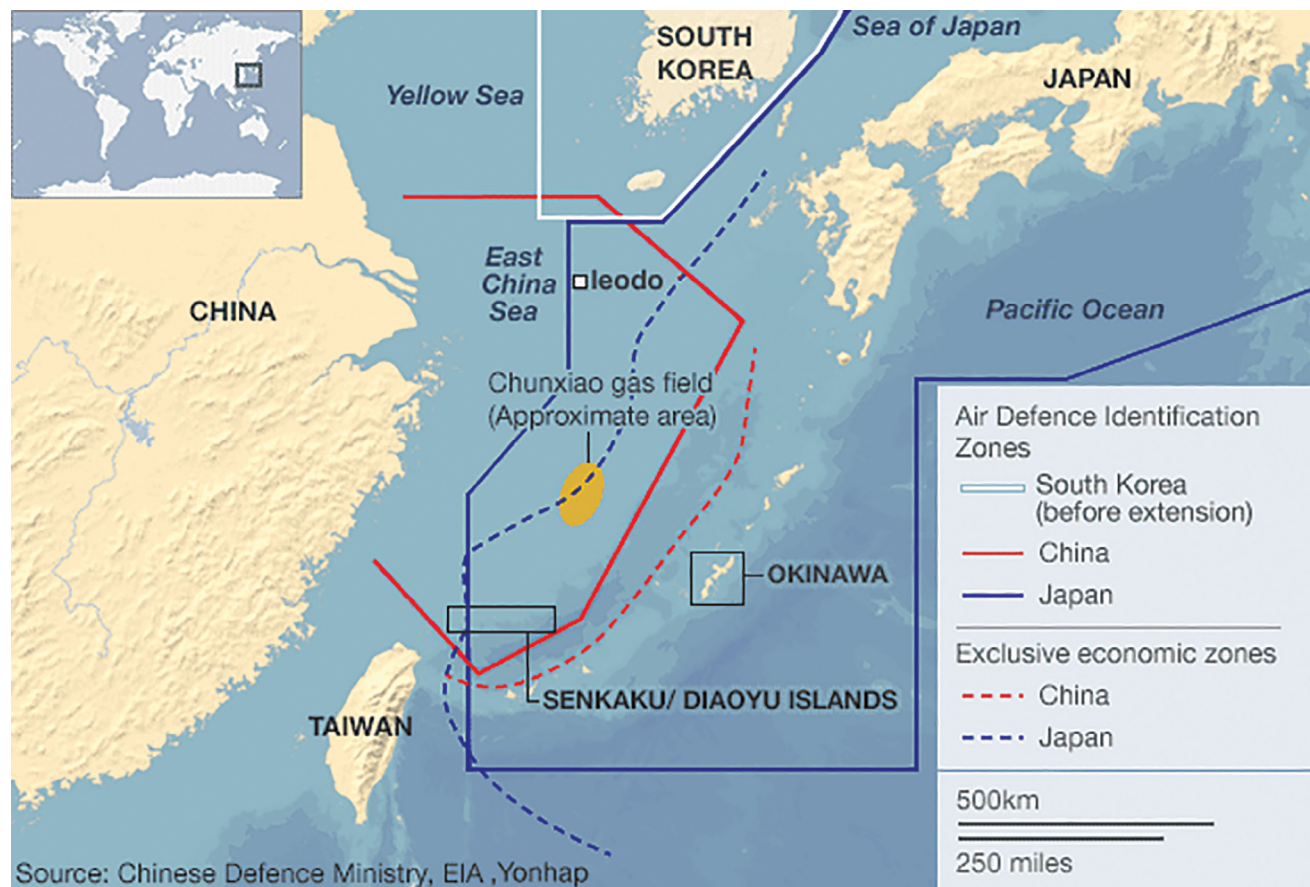 SOUTH
KOREA
Sea of Japan
JAPAN
Yellow Sea
East
China
Sea
Ieodo
CHINA
Pacific Ocean
Chunxiao gas field
(Approximate area)
OKINAWA
SENKAKU/ DIAOYU ISLANDS
TAIWAN
Air Defence Identification
Zones
South Korea
(before extension)
China
Japan
Exclusive economic zones
China
Japan
500km
250 miles
Source: Chinese Defence Ministry, EIA ,Yonhap